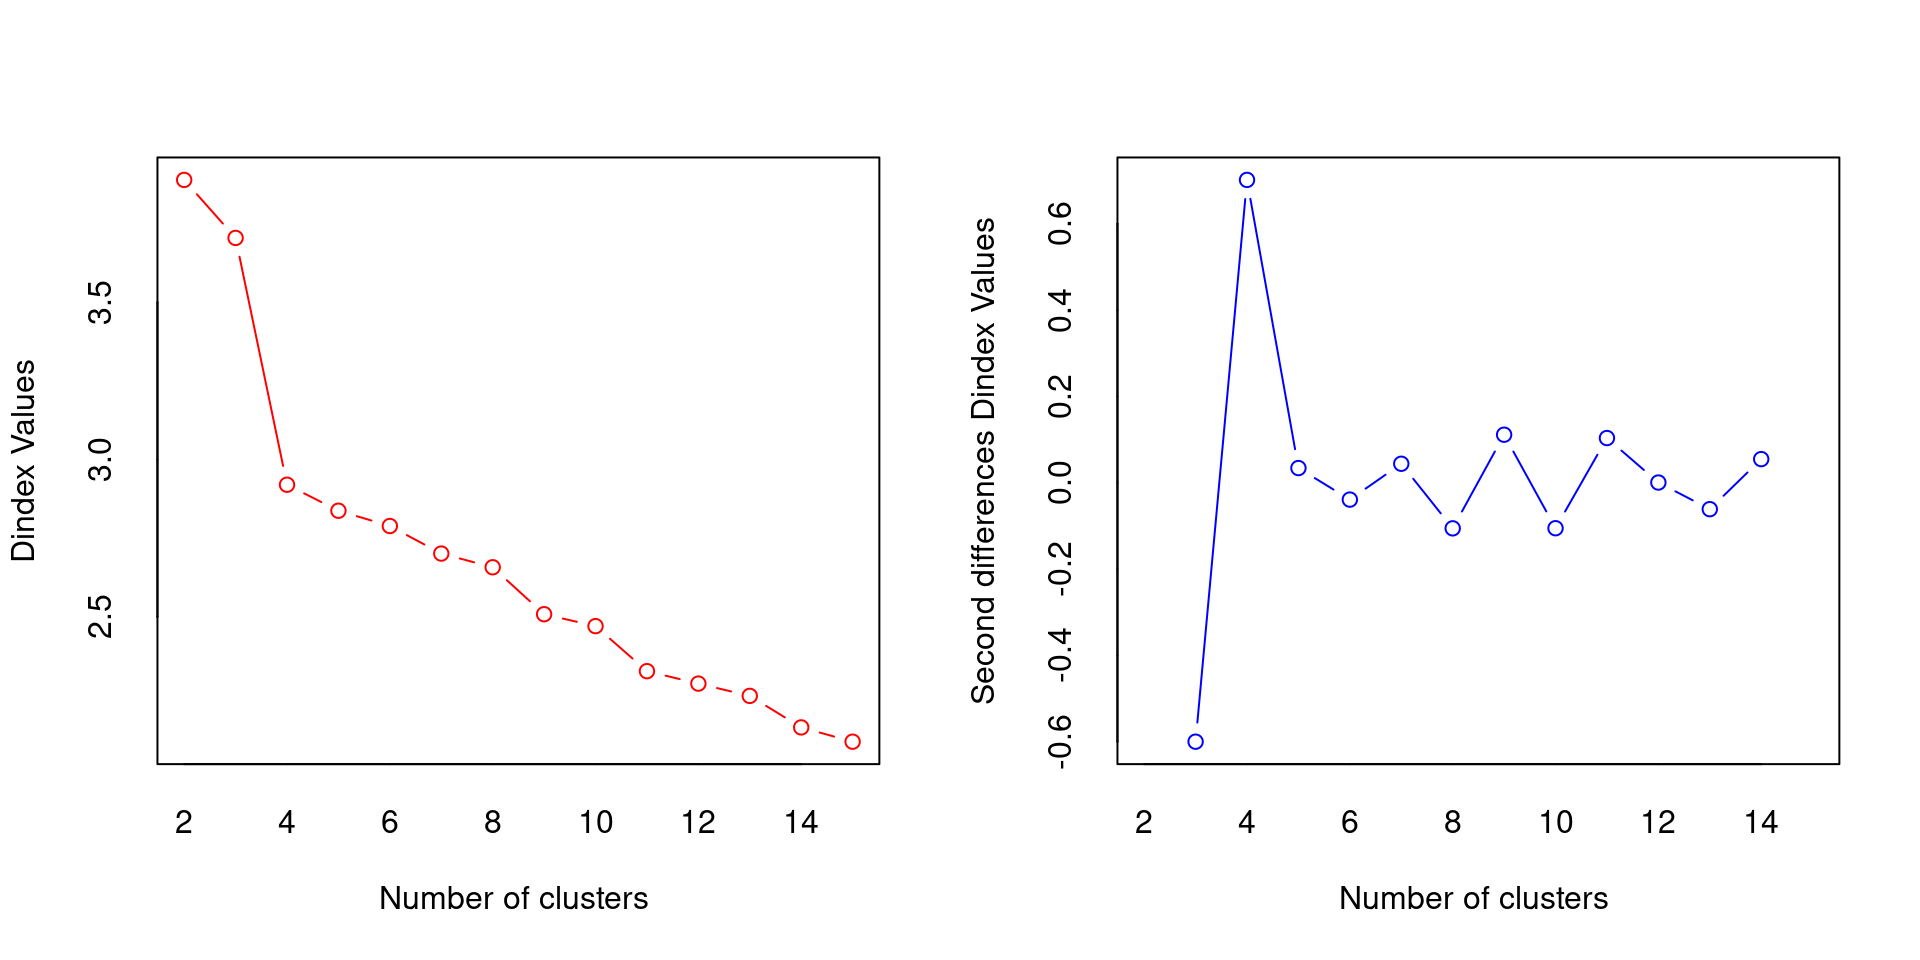 Dindex Values
3.5
3.0
2.5
2 4 6 8 10 12 14
Number of clusters
Second differences Dindex Values
0.6
0.4
0.2
0.0
-0.2
-0.4
-0.6
2 4 6 8 10 12 14
Number of clusters